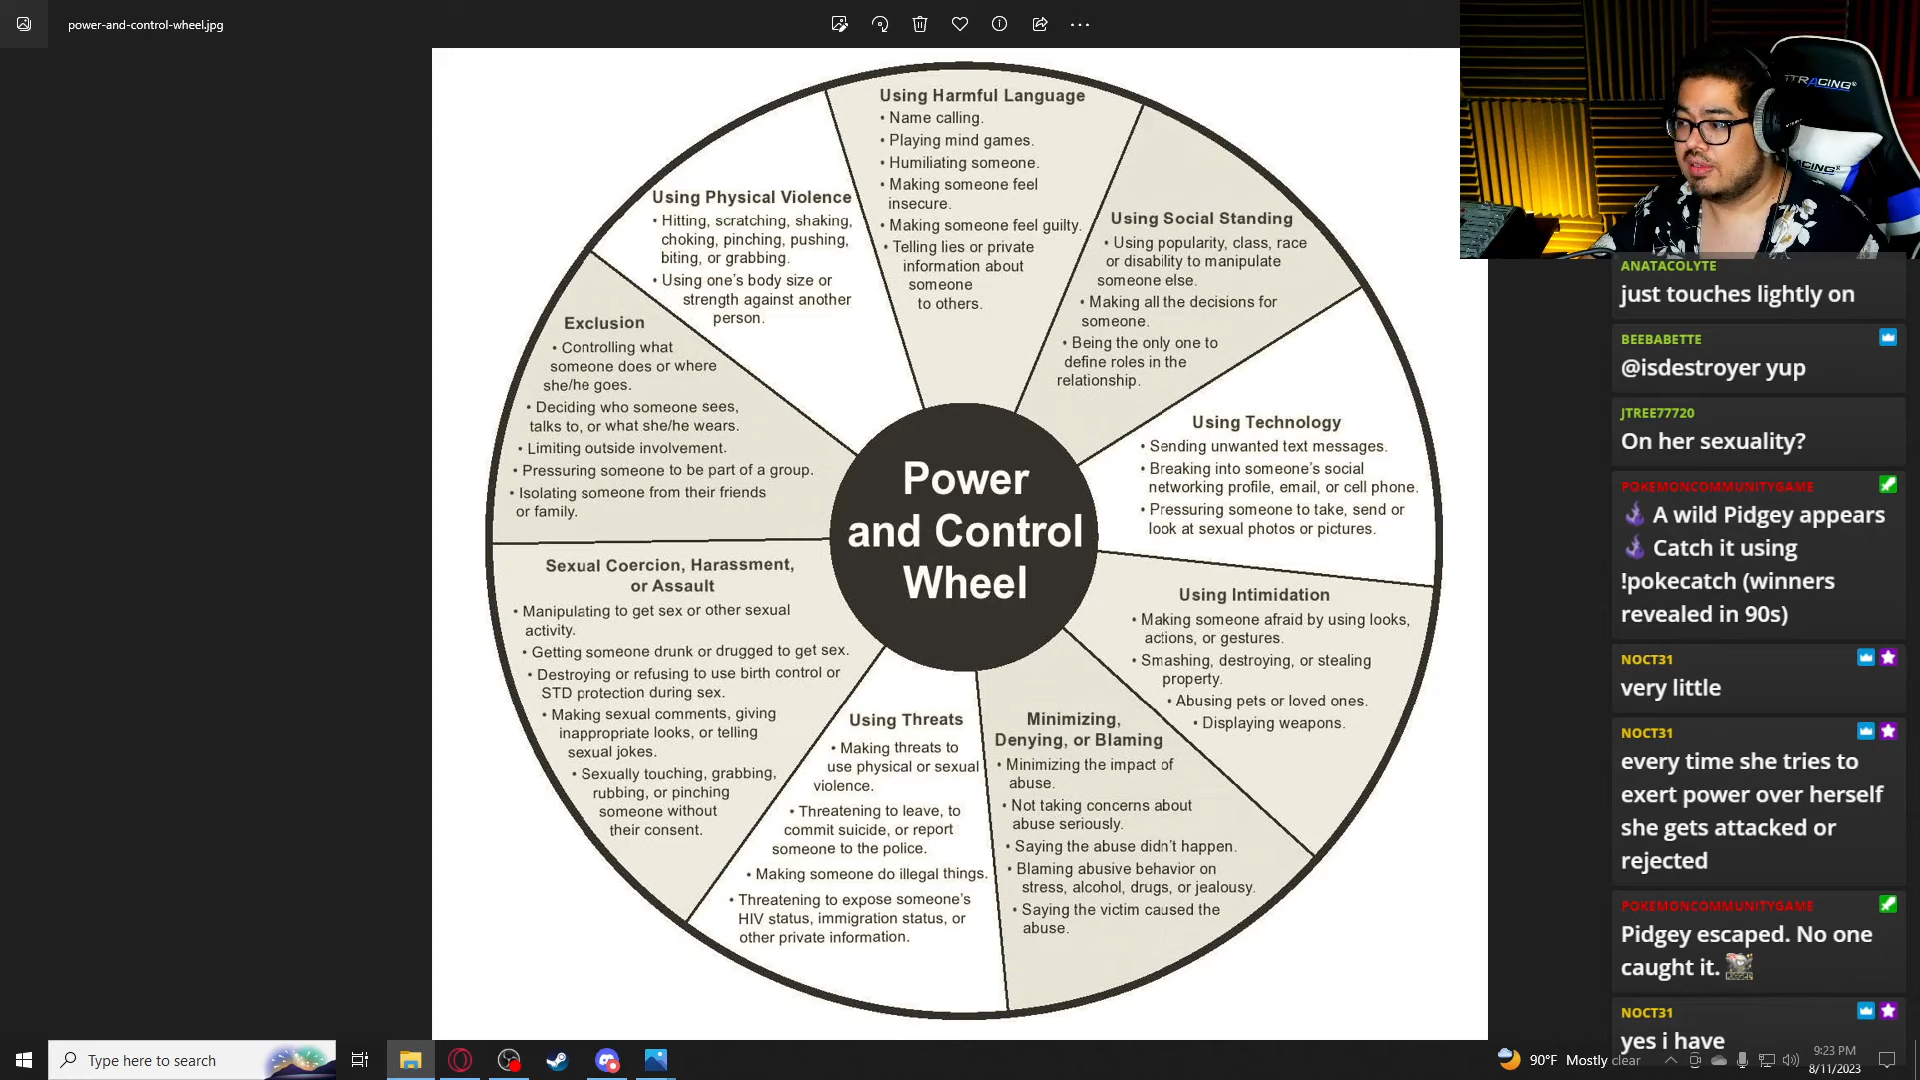 power-and-control-wheel.jpg
Using Harmful Language
• Name calling.
• Playing mind games.
• Humiliating someone.
• Making someone feel
insecure.
• Making someone feel guilty.
• Telling lies or private
information about
someone
to others.
Using Social Standing
• Using popularity, class, race
or disability to manipulate
someone else.
• Making all the decisions for
someone.
• Being the only one to
define roles in the
relationship.
Using Technology
• Sending unwanted text messages.
• Breaking into someone's social
networking profile, email, or cell phone.
• Pressuring someone to take, send or
look at sexual photos or pictures.
Using Intimidation
• Making someone afraid by using looks,
actions, or gestures.
• Smashing, destroying, or stealing
property.
• Abusing pets or loved ones.
• Displaying weapons.
Minimizing,
Denying, or Blaming
• Minimizing the impact of
abuse.
• Not taking concerns about
abuse seriously.
• Saying the abuse didn't happen.
• Blaming abusive behavior on
stress, alcohol, drugs, or jealousy.
• Saying the victim caused the
abuse.
Using Threats
• Making threats to
use physical or sexual
violence.
• Threatening to leave, to
commit suicide, or report
someone to the police.
• Making someone do illegal things.
• Threatening to expose someone's
HIV status, immigration status, or
other private information.
Sexual Coercion, Harassment,
or Assault
• Manipulating to get sex or other sexual
activity.
• Getting someone drunk or drugged to get sex.
• Destroying or refusing to use birth control or
STD protection during sex.
• Making sexual comments, giving
inappropriate looks, or telling
sexual jokes.
• Sexually touching, grabbing,
rubbing, or pinching
someone without
their consent.
Exclusion
• Controlling what
someone does or where
she/he goes.
• Deciding who someone sees,
talks to, or what she/he wears.
• Limiting outside involvement.
• Pressuring someone to be part of a group.
• Isolating someone from their friends
or family.
Using Physical Violence
• Hitting, scratching, shaking,
choking, pinching, pushing,
biting, or grabbing.
• Using one's body size or
strength against another
person.
Power
and Control
Wheel
ANATACOLYTE
just touches lightly on
BEEBABETTE
@isdestroyer yup
JTREE77720
On her sexuality?
POKEMONCOMMUNITYGAME
A wild Pidgey appears
Catch it using
!pokecatch (winners
revealed in 90s)
NOCT31
very little
NOCT31
every time she tries to
exert power over herself
she gets attacked or
rejected
POKEMONCOMMUNITYGAME
Pidgey escaped. No one
caught it.
NOCT31
yes i have
Type here to search
90°F Mostly clear
9:23 PM
8/11/2023